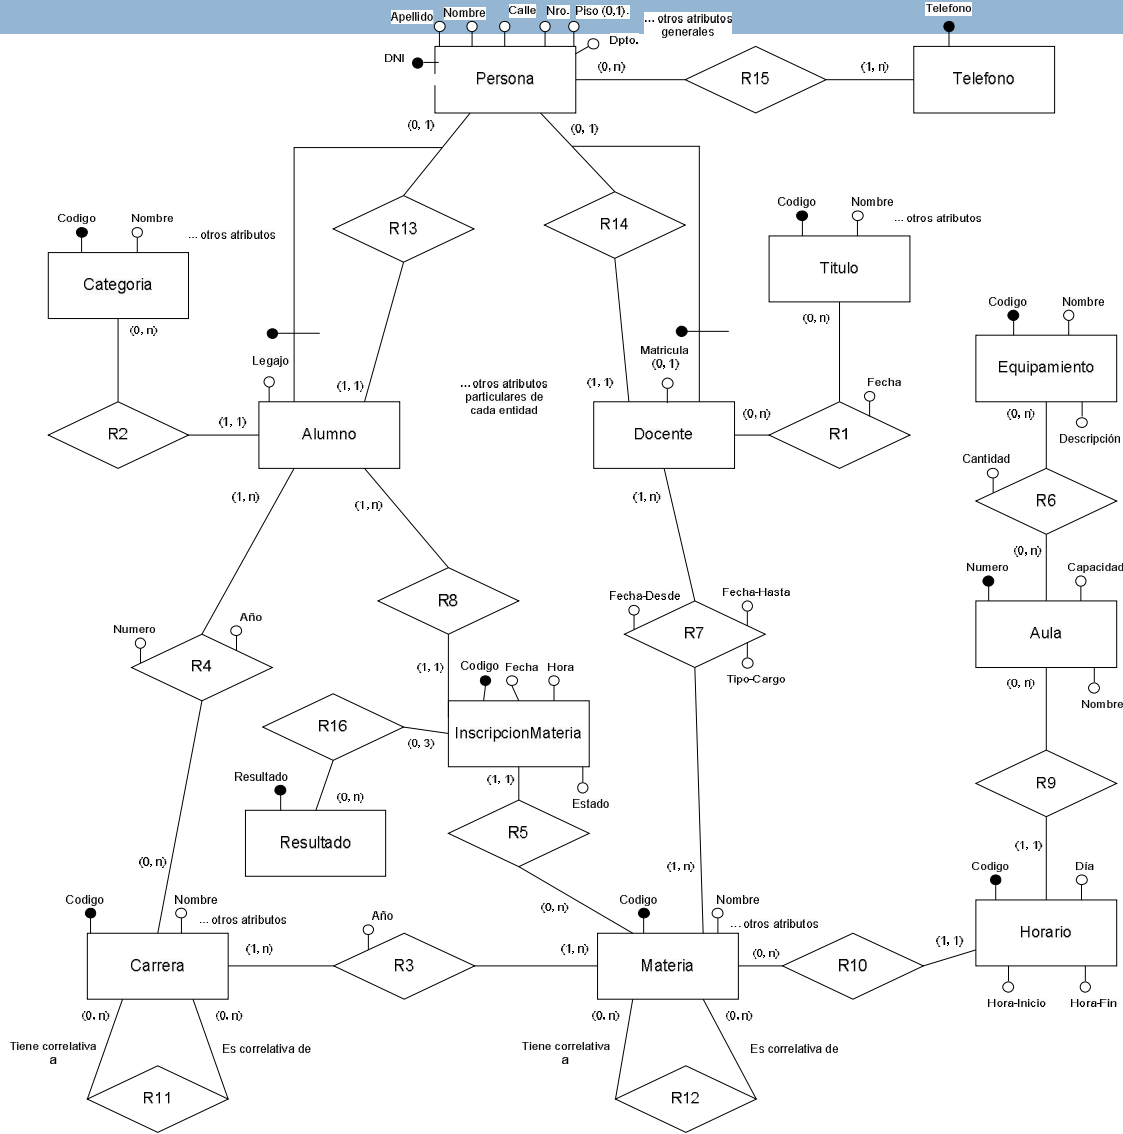 Apellido
Nombre
Calle
Nro.
Piso (0,1).
... otros atributos
generales
Telefono
DNI
Dpto.
Persona
(0, n)
R15
(1, n)
Telefono
(0, 1)
(0, 1)
Codigo
Nombre
... otros atributos
Categoria
(0, n)
R13
R14
Codigo
Nombre
... otros atributos
Titulo
(0, n)
Codigo
Nombre
Equipamiento
(0, n)
Descripción
Legajo
(1, 1)
... otros atributos
particulares de
cada entidad
Matricula
(0, 1)
(1, 1)
Fecha
R2
(1, 1)
Alumno
Docente
(0, n)
R1
Cantidad
R6
(0, n)
(1, n)
(1, n)
(1, n)
Numero
Capacidad
Aula
(0, n)
Nombre
R8
Fecha-Desde
Fecha-Hasta
R7
Tipo-Cargo
Numero
Año
R4
(1, 1)
Codigo
Fecha
Hora
InscripcionMateria
R16
(0, 3)
(1, 1)
Estado
Resultado
(0, n)
Resultado
R5
R9
(1, 1)
(0, n)
(1, n)
(0, n)
Codigo
Nombre
... otros atributos
Carrera
(1, n)
Año
R3
(1, n)
Codigo
Nombre
... otros atributos
Materia
(0, n)
R10
(1, 1)
Codigo
Día
Horario
Hora-Inicio
Hora-Fin
(0, n)
(0, n)
Tiene correlativa
a
Es correlativa de
R11
(0, n)
(0, n)
Tiene correlativa
a
Es correlativa de
R12